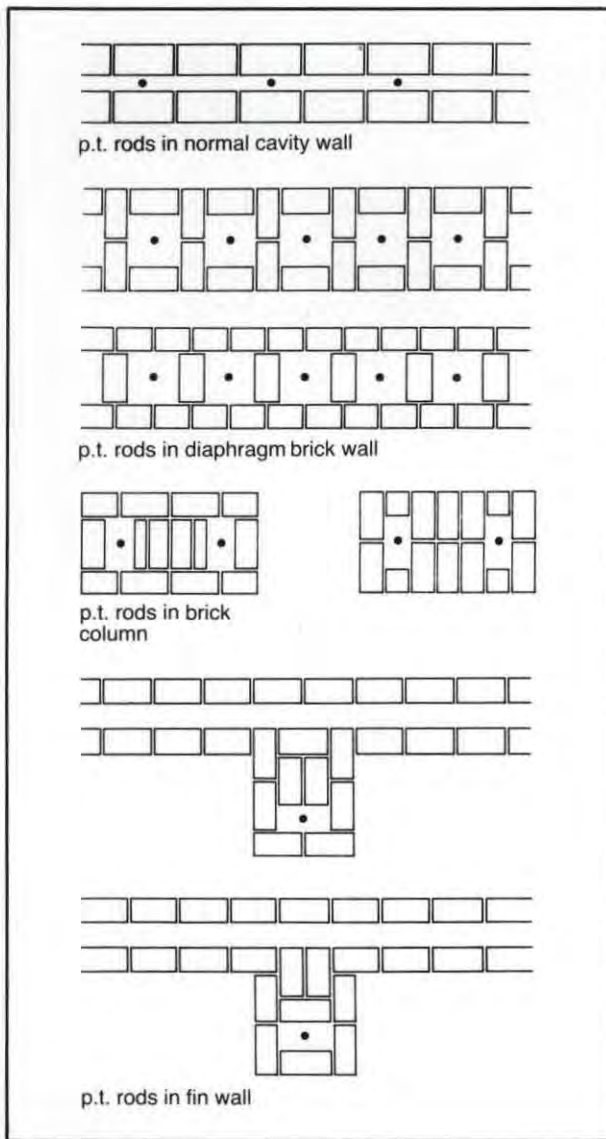 p.t. rods in normal cavity wall
p.t. rods in diaphragm brick wall
p.t. rods in brick
column
p.t. rods in fin wall